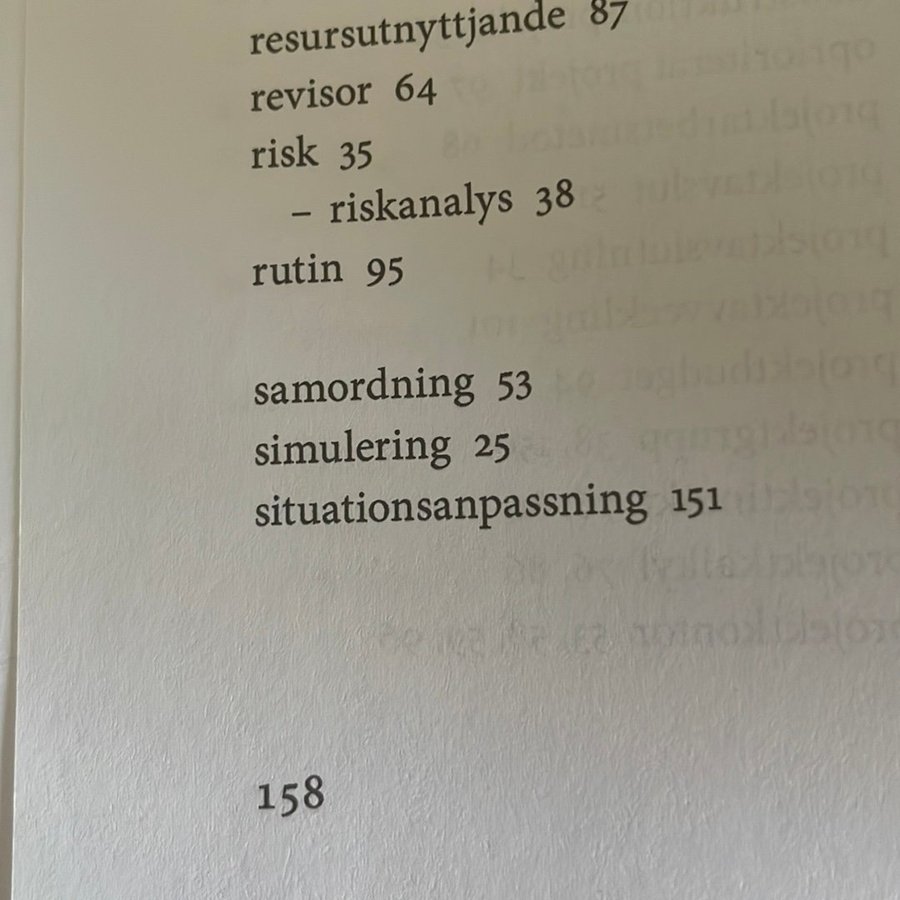 resursutnyttjande 87
revisor 64
risk 35
– riskanalys 38
rutin 95
samordning 53
simulering 25
situationsanpassning 151
158